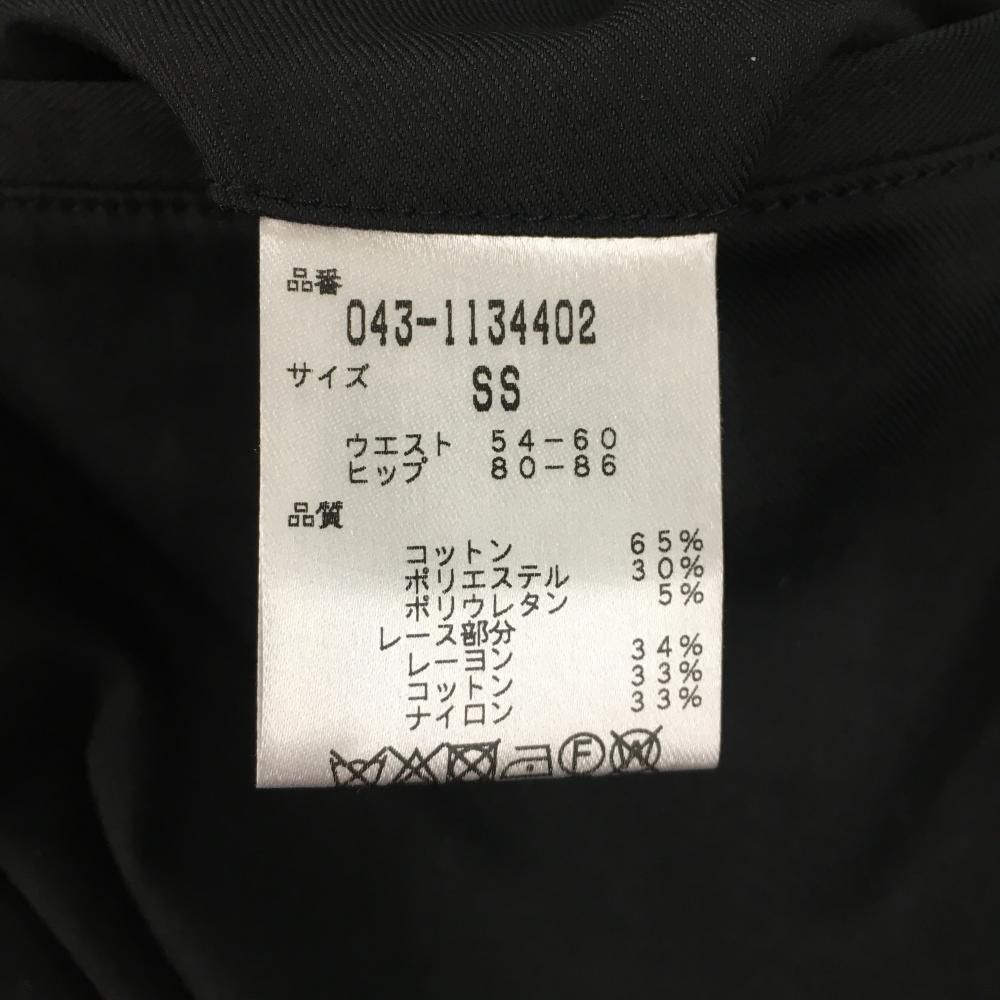 品番
043-1134402
サイズ SS
ウエスト 54-60
ヒップ 80-86
品質
コットン 65%
ポリエステル 30%
ポリウレタン 5%
レース部分
レーヨン 34%
コットン 33%
ナイロン 33%
F W